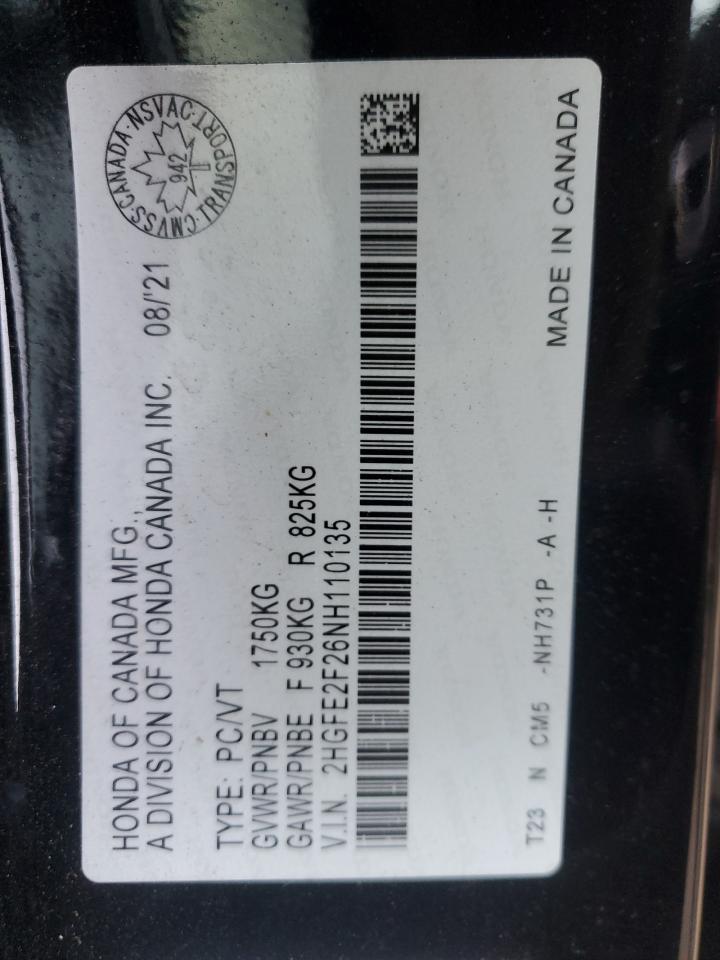 HONDA OF CANADA MFG.,
A DIVISION OF HONDA CANADA INC. 08/'21
CMVSS CANADA · NSVAC · TRANSPORT ·
942
TYPE: PC/VT
GVWR/PNBV 1750KG
GAWR/PNBE F 930KG R 825KG
V.I.N. 2HGFE2F26NH110135
T23 N CM5 -NH731P -A -H MADE IN CANADA